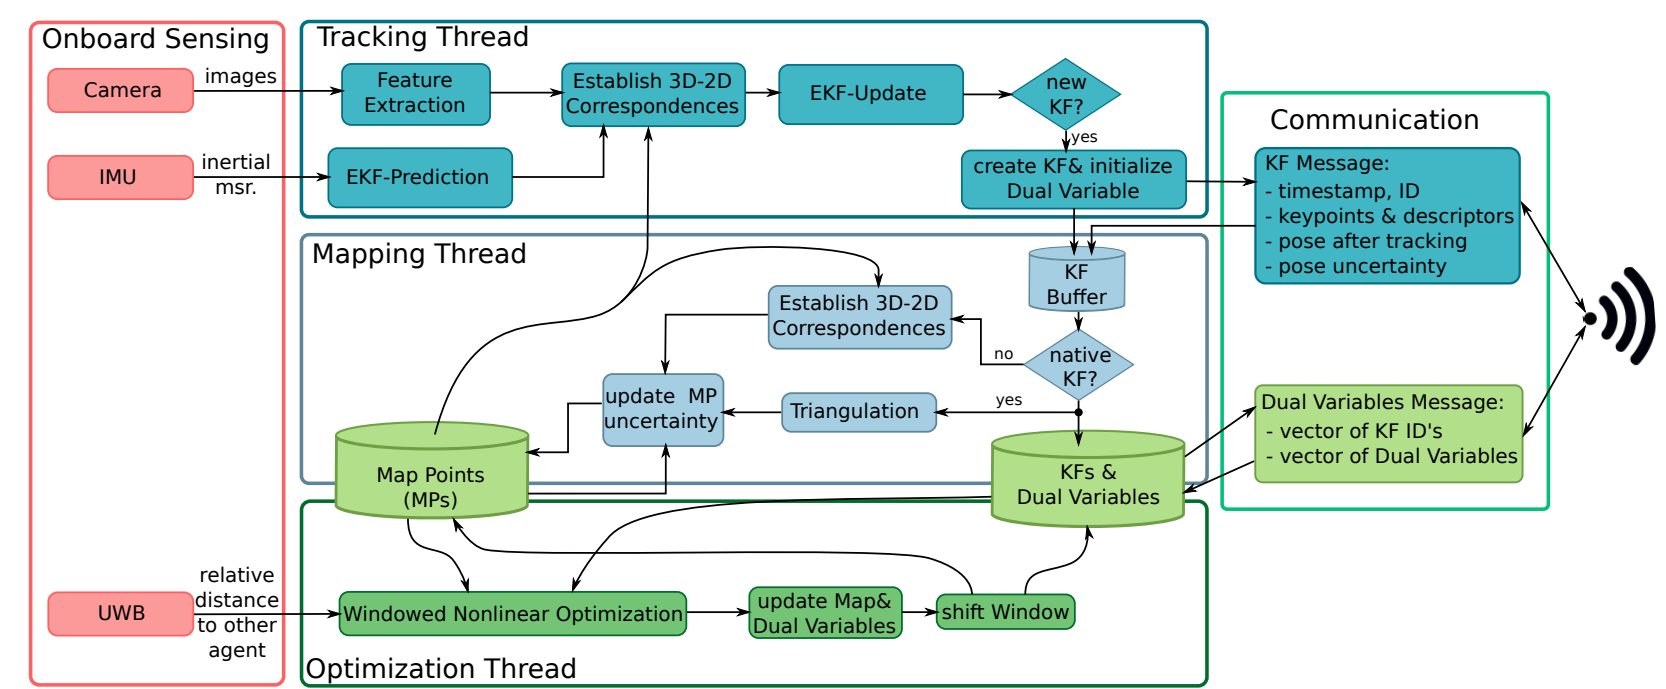 Onboard Sensing
Camera
images
IMU
inertial
msr.
UWB
relative
distance
to other
agent
Tracking Thread
Feature
Extraction
Establish 3D-2D
Correspondences
EKF-Update
new
KF?
yes
EKF-Prediction
create KF& initialize
Dual Variable
Mapping Thread
KF
Buffer
Establish 3D-2D
Correspondences
native
KF?
no
yes
update MP
uncertainty
Triangulation
Map Points
(MPs)
KFs &
Dual Variables
Windowed Nonlinear Optimization
update Map&
Dual Variables
shift Window
Optimization Thread
Communication
KF Message:
- timestamp, ID
- keypoints & descriptors
- pose after tracking
- pose uncertainty
Dual Variables Message:
- vector of KF ID's
- vector of Dual Variables